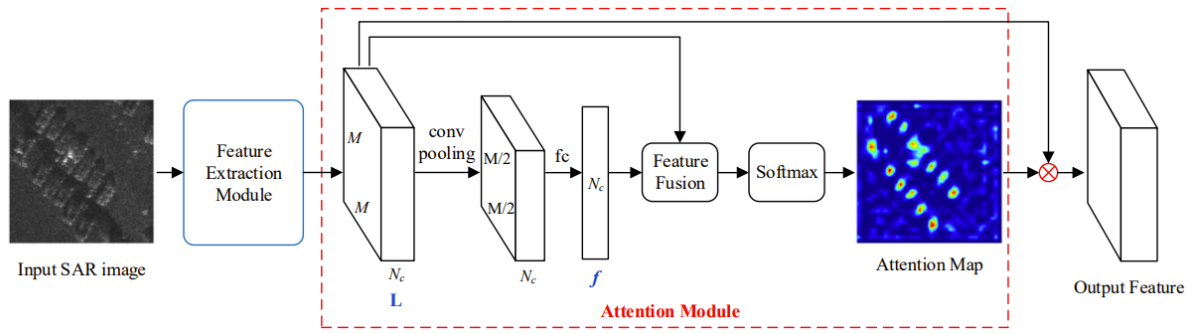 Input SAR image
Feature
Extraction
Module
M
M
N_c
L
conv
pooling
M/2
M/2
N_c
fc
N_c
f
Feature
Fusion
Softmax
Attention Map
Attention Module
Output Feature